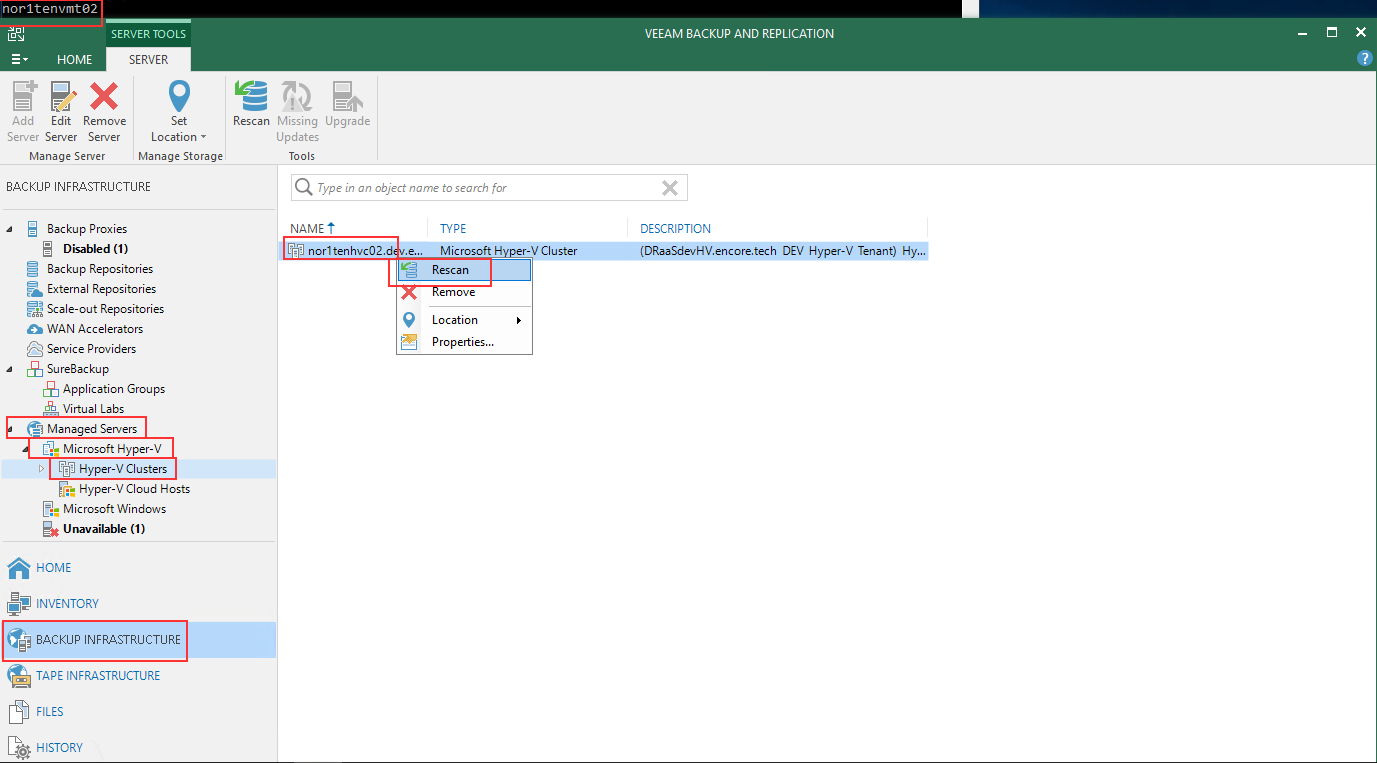 nor1tenvmt02
SERVER TOOLS
VEEAM BACKUP AND REPLICATION
HOME
SERVER
Add Server
Edit Server
Remove Server
Manage Server
Set Location
Manage Storage
Rescan
Missing Updates
Upgrade
Tools
BACKUP INFRASTRUCTURE
Backup Proxies
Disabled (1)
Backup Repositories
External Repositories
Scale-out Repositories
WAN Accelerators
Service Providers
SureBackup
Application Groups
Virtual Labs
Managed Servers
Microsoft Hyper-V
Hyper-V Clusters
Hyper-V Cloud Hosts
Microsoft Windows
Unavailable (1)
HOME
INVENTORY
BACKUP INFRASTRUCTURE
TAPE INFRASTRUCTURE
FILES
HISTORY
Type in an object name to search for
NAME TYPE DESCRIPTION
nor1tenhvc02.dev.e... Microsoft Hyper-V Cluster (DRaaSdevHV.encore.tech DEV Hyper-V Tenant) Hy...
Rescan
Remove
Location
Properties...